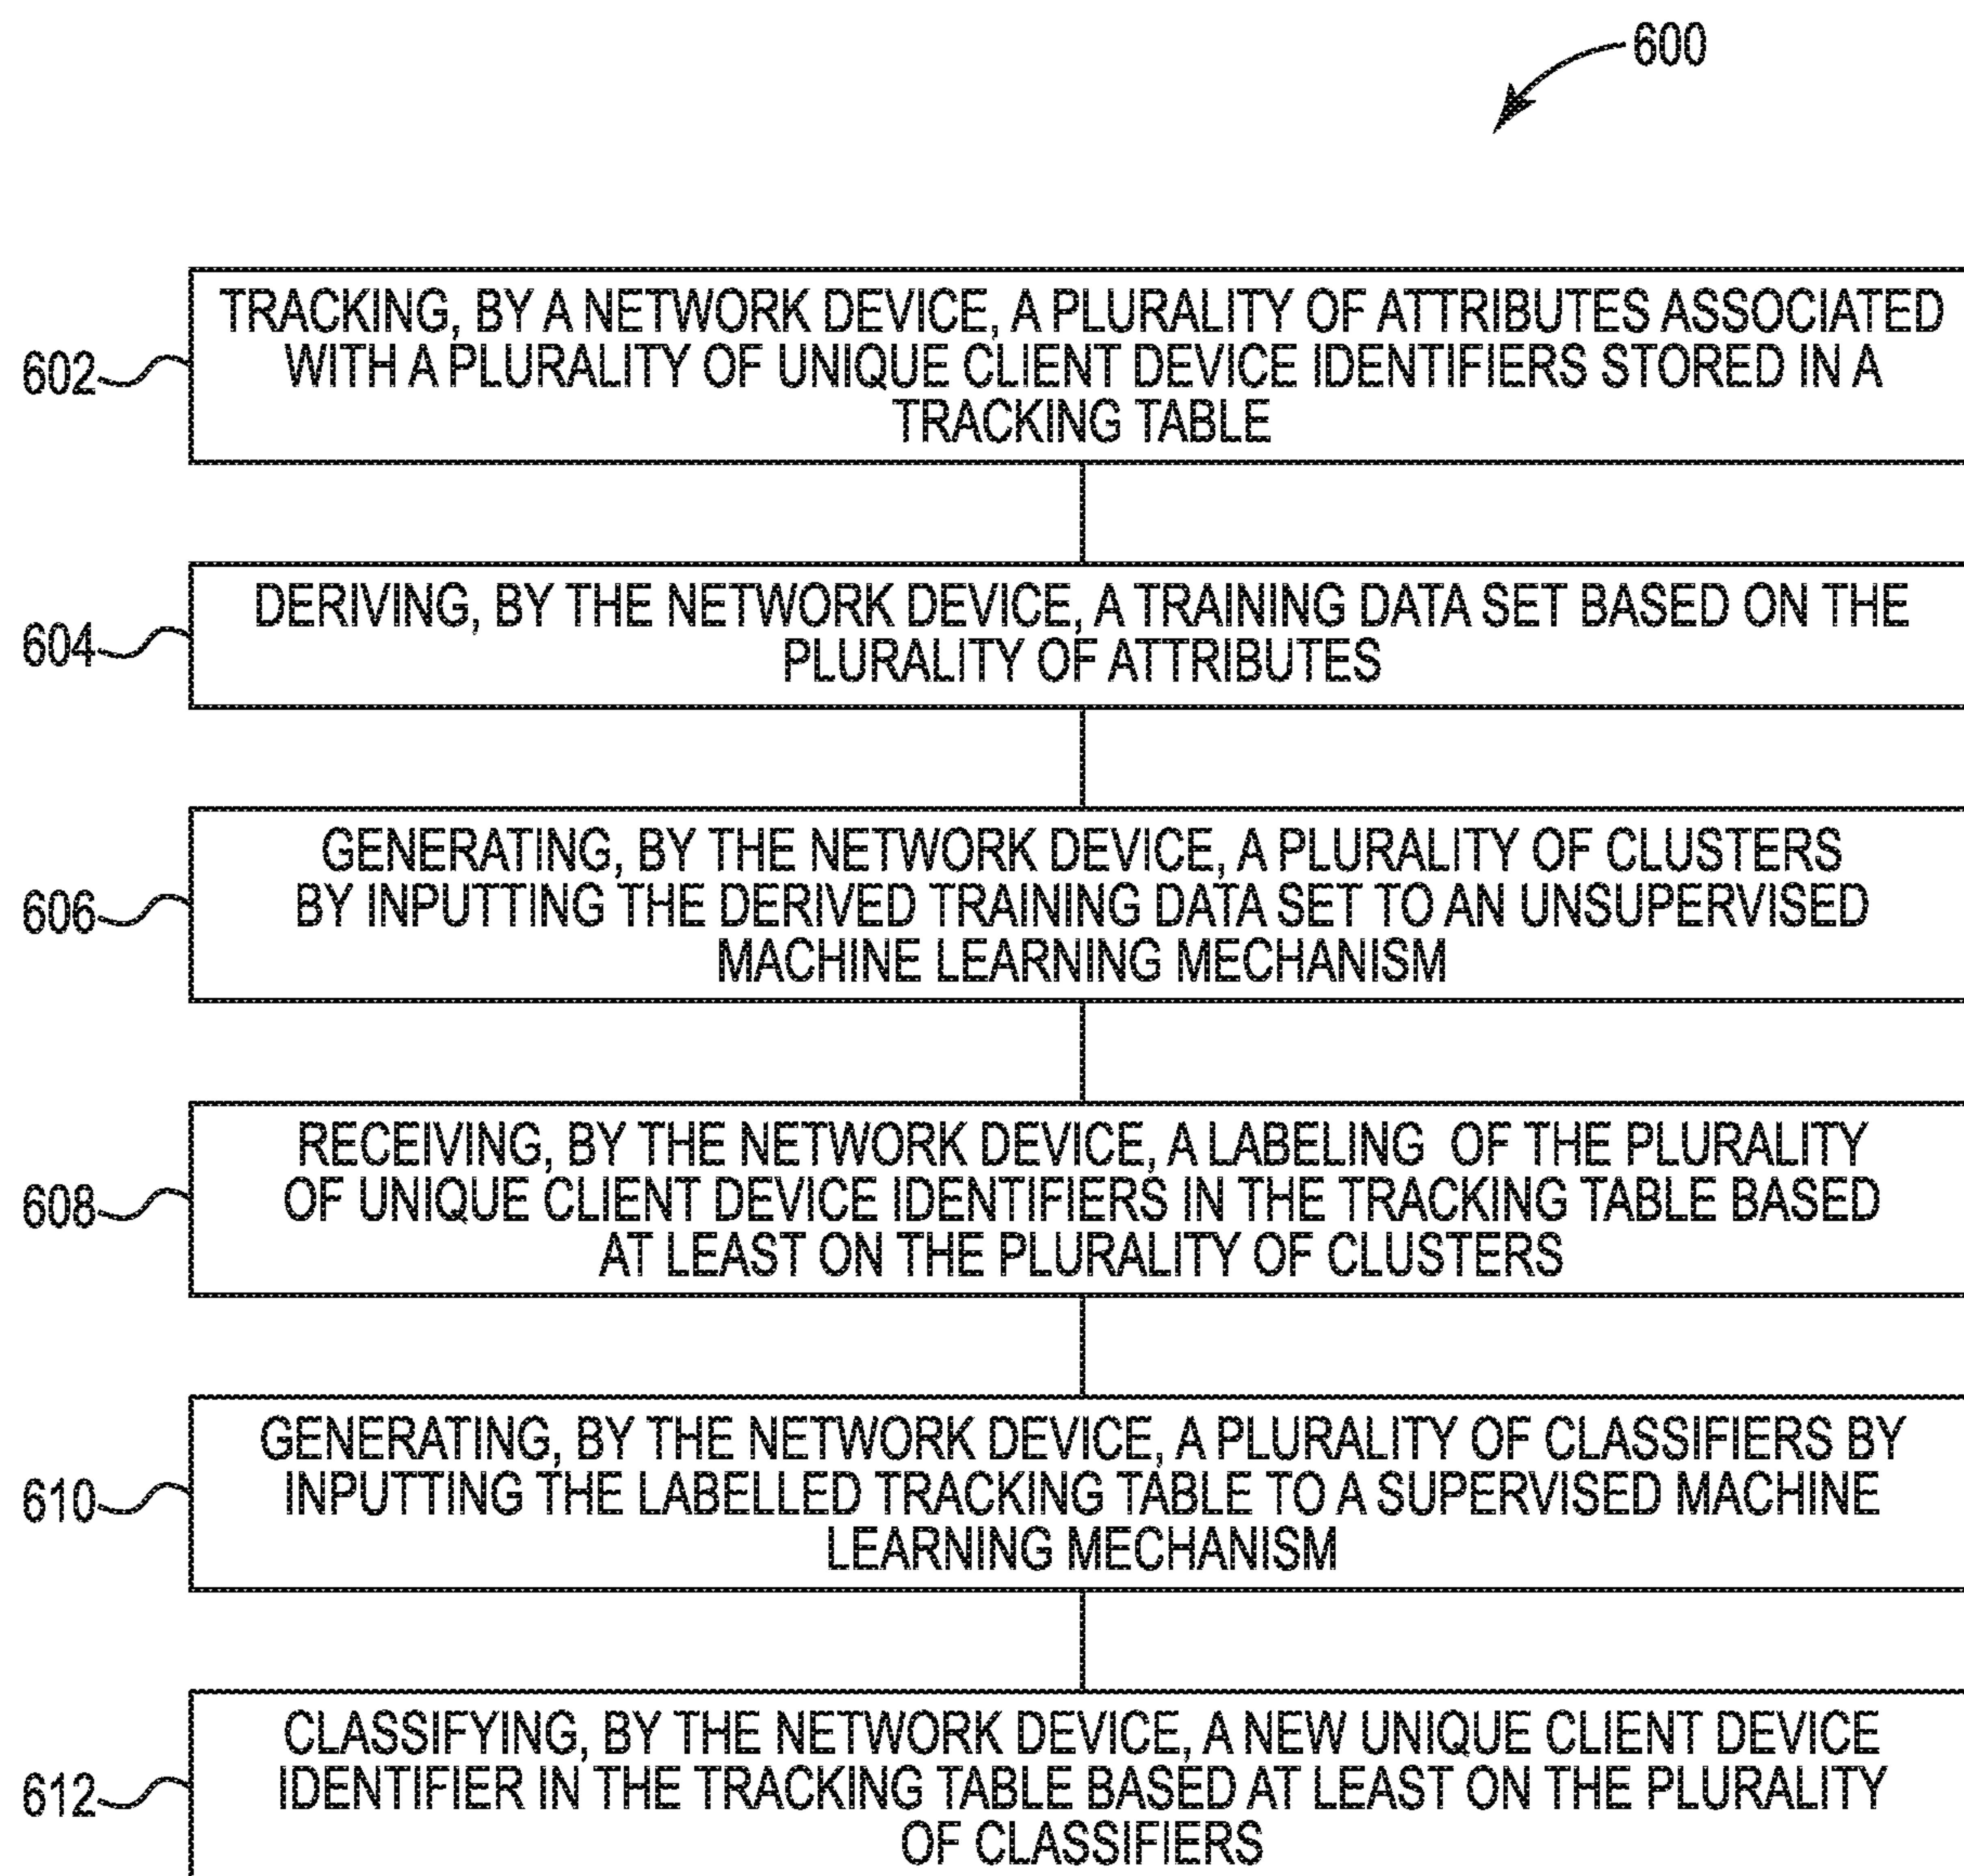 600
TRACKING, BY A NETWORK DEVICE, A PLURALITY OF ATTRIBUTES ASSOCIATED
WITH A PLURALITY OF UNIQUE CLIENT DEVICE IDENTIFIERS STORED IN A
TRACKING TABLE
602
DERIVING, BY THE NETWORK DEVICE, A TRAINING DATA SET BASED ON THE
PLURALITY OF ATTRIBUTES
604
GENERATING, BY THE NETWORK DEVICE, A PLURALITY OF CLUSTERS
BY INPUTTING THE DERIVED TRAINING DATA SET TO AN UNSUPERVISED
MACHINE LEARNING MECHANISM
606
RECEIVING, BY THE NETWORK DEVICE, A LABELING OF THE PLURALITY
OF UNIQUE CLIENT DEVICE IDENTIFIERS IN THE TRACKING TABLE BASED
AT LEAST ON THE PLURALITY OF CLUSTERS
608
GENERATING, BY THE NETWORK DEVICE, A PLURALITY OF CLASSIFIERS BY
INPUTTING THE LABELLED TRACKING TABLE TO A SUPERVISED MACHINE
LEARNING MECHANISM
610
CLASSIFYING, BY THE NETWORK DEVICE, A NEW UNIQUE CLIENT DEVICE
IDENTIFIER IN THE TRACKING TABLE BASED AT LEAST ON THE PLURALITY
OF CLASSIFIERS
612